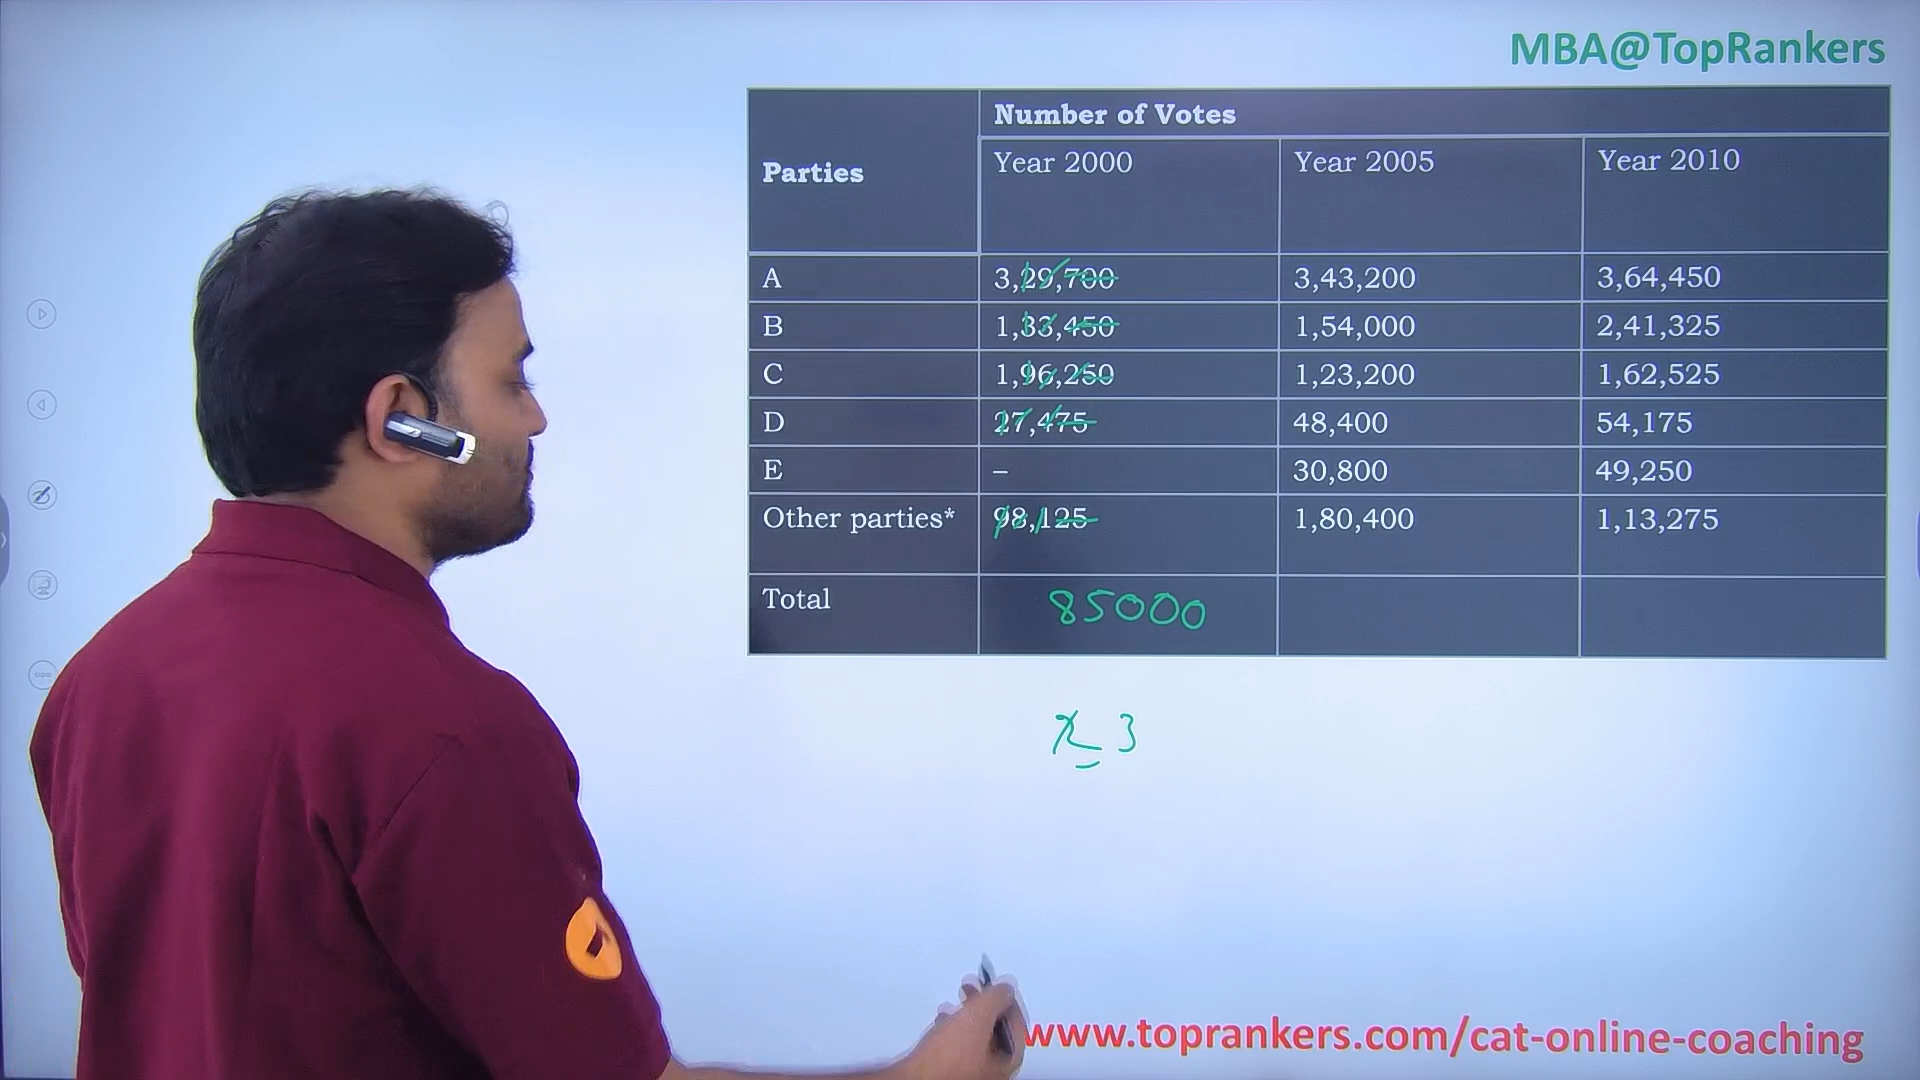 MBA@TopRankers
Parties
Number of Votes
Year 2000 Year 2005 Year 2010
A 3,29,700 3,43,200 3,64,450
B 1,33,450 1,54,000 2,41,325
C 1,96,250 1,23,200 1,62,525
D 27,475 48,400 54,175
E – 30,800 49,250
Other parties* 98,125 1,80,400 1,13,275
Total 85000
3
www.toprankers.com/cat-online-coaching